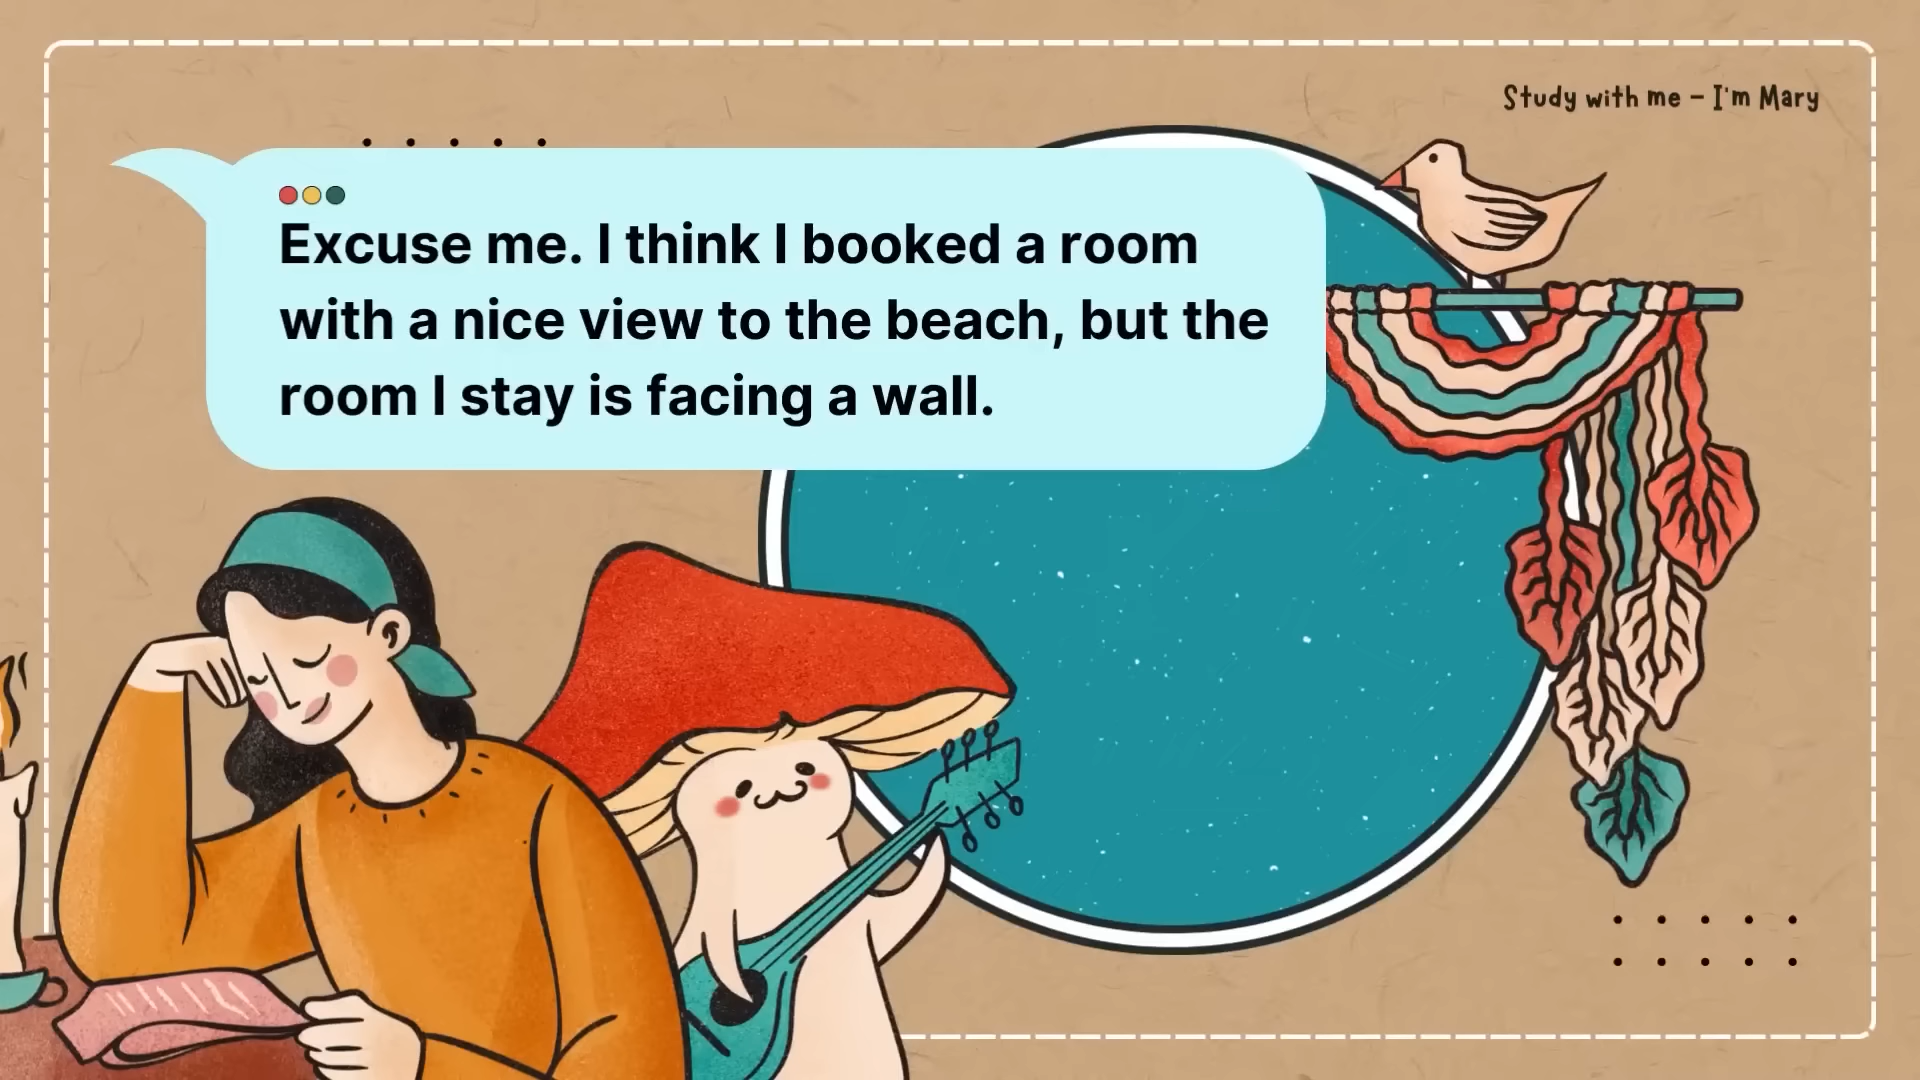 Study with me - I'm Mary
Excuse me. I think I booked a room
with a nice view to the beach, but the
room I stay is facing a wall.